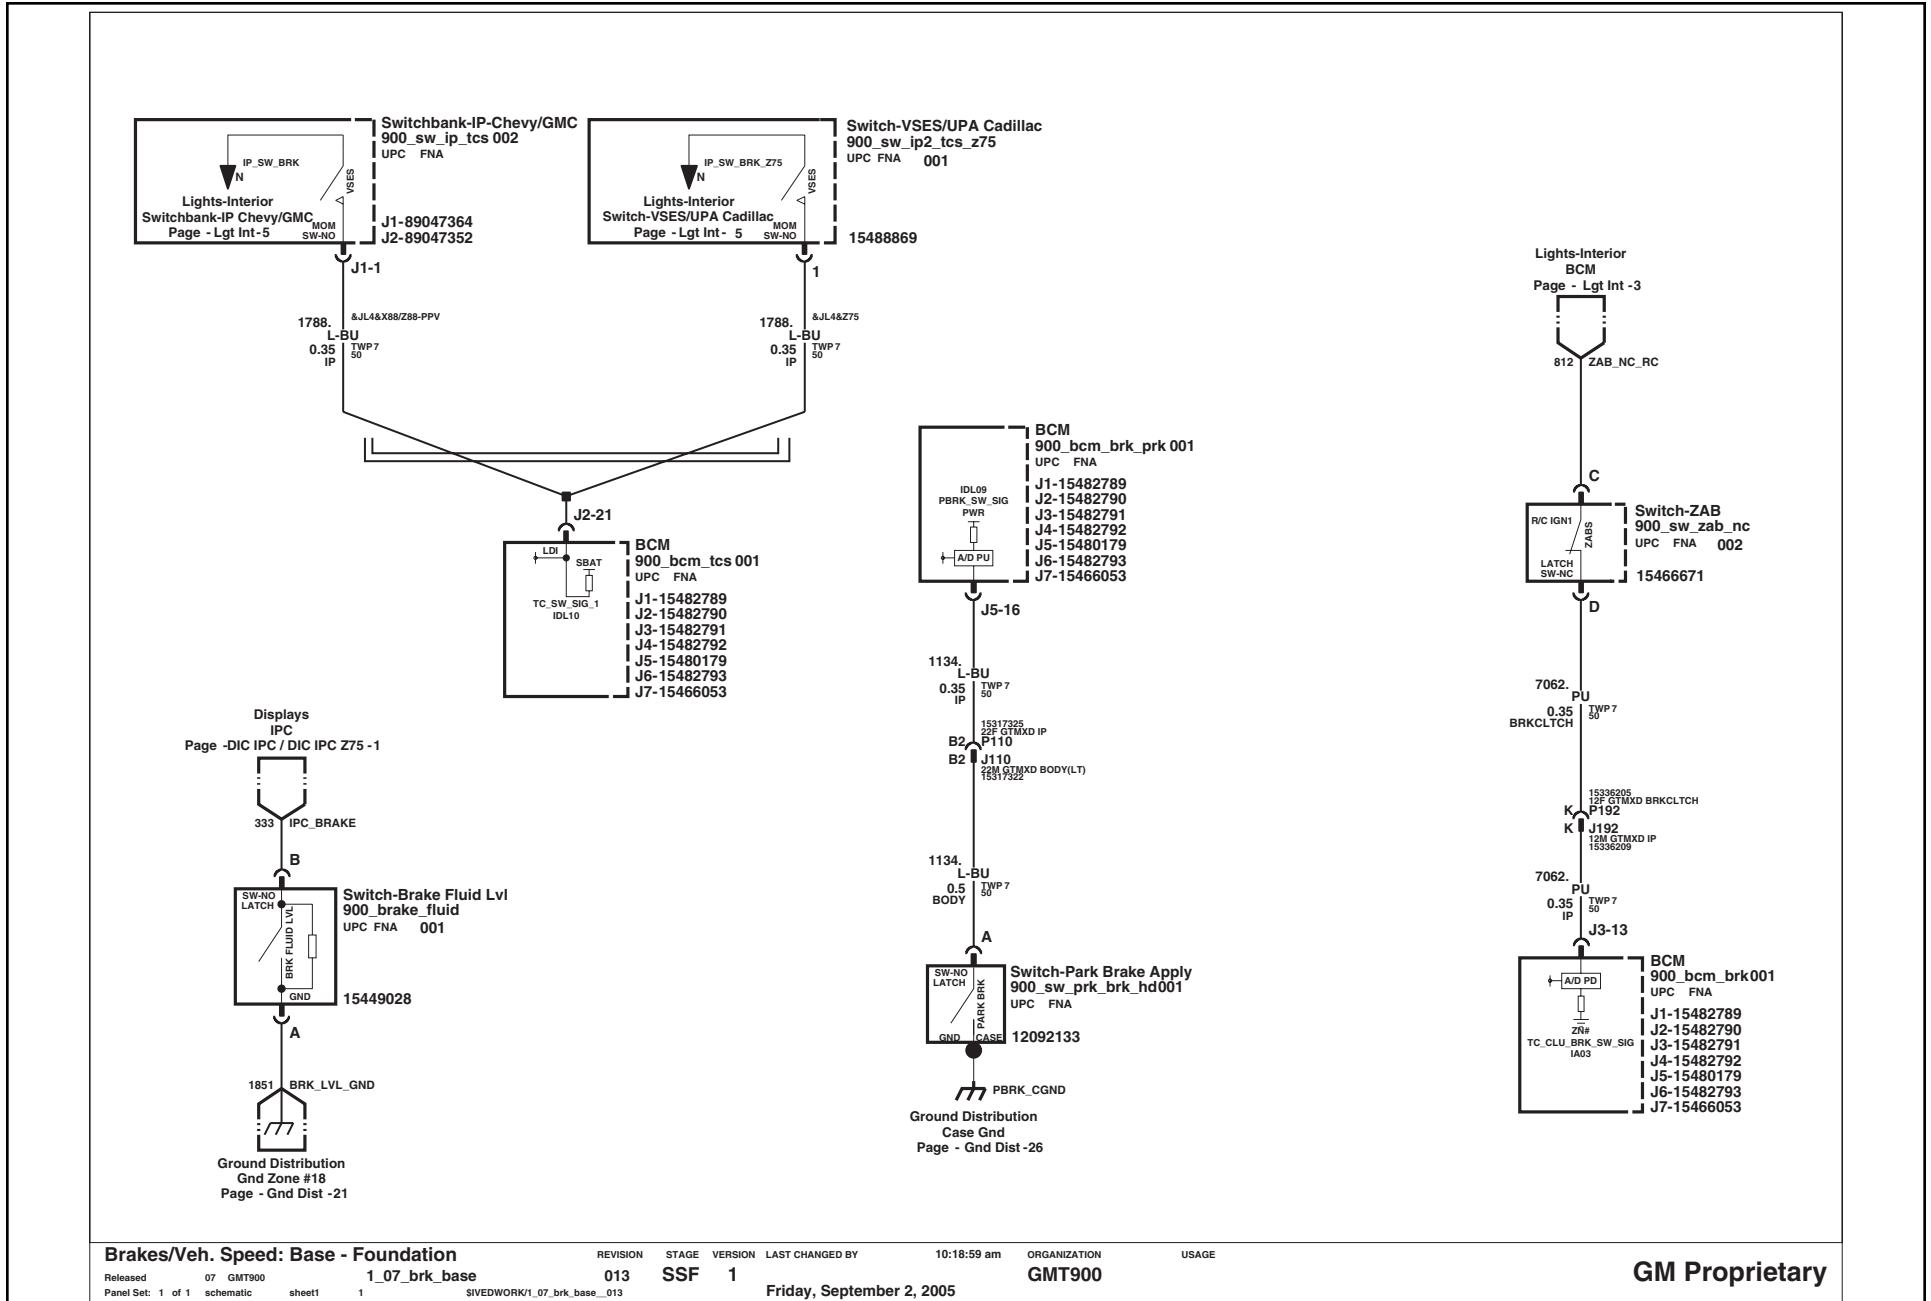 Switchbank-IP-Chevy/GMC
900_sw_ip_tcs 002
UPC FNA
IP_SW_BRK
N
VSES
Lights-Interior
Switchbank-IP Chevy/GMC
Page - Lgt Int-5
MOM
SW-NO
J1-89047364
J2-89047352
J1-1
1788.
&JL4&X88/Z88-PPV
L-BU
0.35
TWP 7
50
IP
Switch-VSES/UPA Cadillac
900_sw_ip2_tcs_z75
UPC FNA 001
IP_SW_BRK_Z75
N
VSES
Lights-Interior
Switch-VSES/UPA Cadillac
Page - Lgt Int- 5
MOM
SW-NO
15488869
1
1788.
&JL4&Z75
L-BU
0.35
TWP 7
50
IP
J2-21
LDI
SBAT
TC_SW_SIG_1
IDL10
BCM
900_bcm_tcs 001
UPC FNA
J1-15482789
J2-15482790
J3-15482791
J4-15482792
J5-15480179
J6-15482793
J7-15466053
Displays
IPC
Page -DIC IPC / DIC IPC Z75 -1
333 IPC_BRAKE
B
SW-NO
LATCH
BRK FLUID LVL
GND
Switch-Brake Fluid Lvl
900_brake_fluid
UPC FNA 001
15449028
A
1851 BRK_LVL_GND
Ground Distribution
Gnd Zone #18
Page - Gnd Dist -21
BCM
900_bcm_brk_prk 001
UPC FNA
J1-15482789
J2-15482790
J3-15482791
J4-15482792
J5-15480179
J6-15482793
J7-15466053
IDL09
PBRK_SW_SIG
PWR
A/D PU
J5-16
1134.
L-BU
0.35
TWP 7
50
IP
15317325
22F GTMXD IP
B2 P110
B2 J110
22M GTMXD BODY(LT)
15317322
1134.
L-BU
0.5
TWP 7
50
BODY
A
SW-NO
LATCH
PARK BRK
GND CASE
Switch-Park Brake Apply
900_sw_prk_brk_hd001
UPC FNA
12092133
PBRK_CGND
Ground Distribution
Case Gnd
Page - Gnd Dist -26
Lights-Interior
BCM
Page - Lgt Int -3
812 ZAB_NC_RC
C
R/C IGN1
ZABS
LATCH
SW-NC
Switch-ZAB
900_sw_zab_nc
UPC FNA 002
15466671
D
7062.
PU
0.35
TWP 7
50
BRKCLTCH
15336205
12F GTMXD BRKCLTCH
K P192
K J192
12M GTMXD IP
15336209
7062.
PU
0.35
TWP 7
50
IP
J3-13
A/D PD
ZN#
TC_CLU_BRK_SW_SIG
IA03
BCM
900_bcm_brk001
UPC FNA
J1-15482789
J2-15482790
J3-15482791
J4-15482792
J5-15480179
J6-15482793
J7-15466053
Brakes/Veh. Speed: Base - Foundation REVISION STAGE VERSION LAST CHANGED BY 10:18:59 am ORGANIZATION USAGE
Released 07 GMT900 1_07_brk_base 013 SSF 1 GMT900
Panel Set: 1 of 1 schematic sheet1 1 $IVEDWORK/1_07_brk_base__013 Friday, September 2, 2005
GM Proprietary